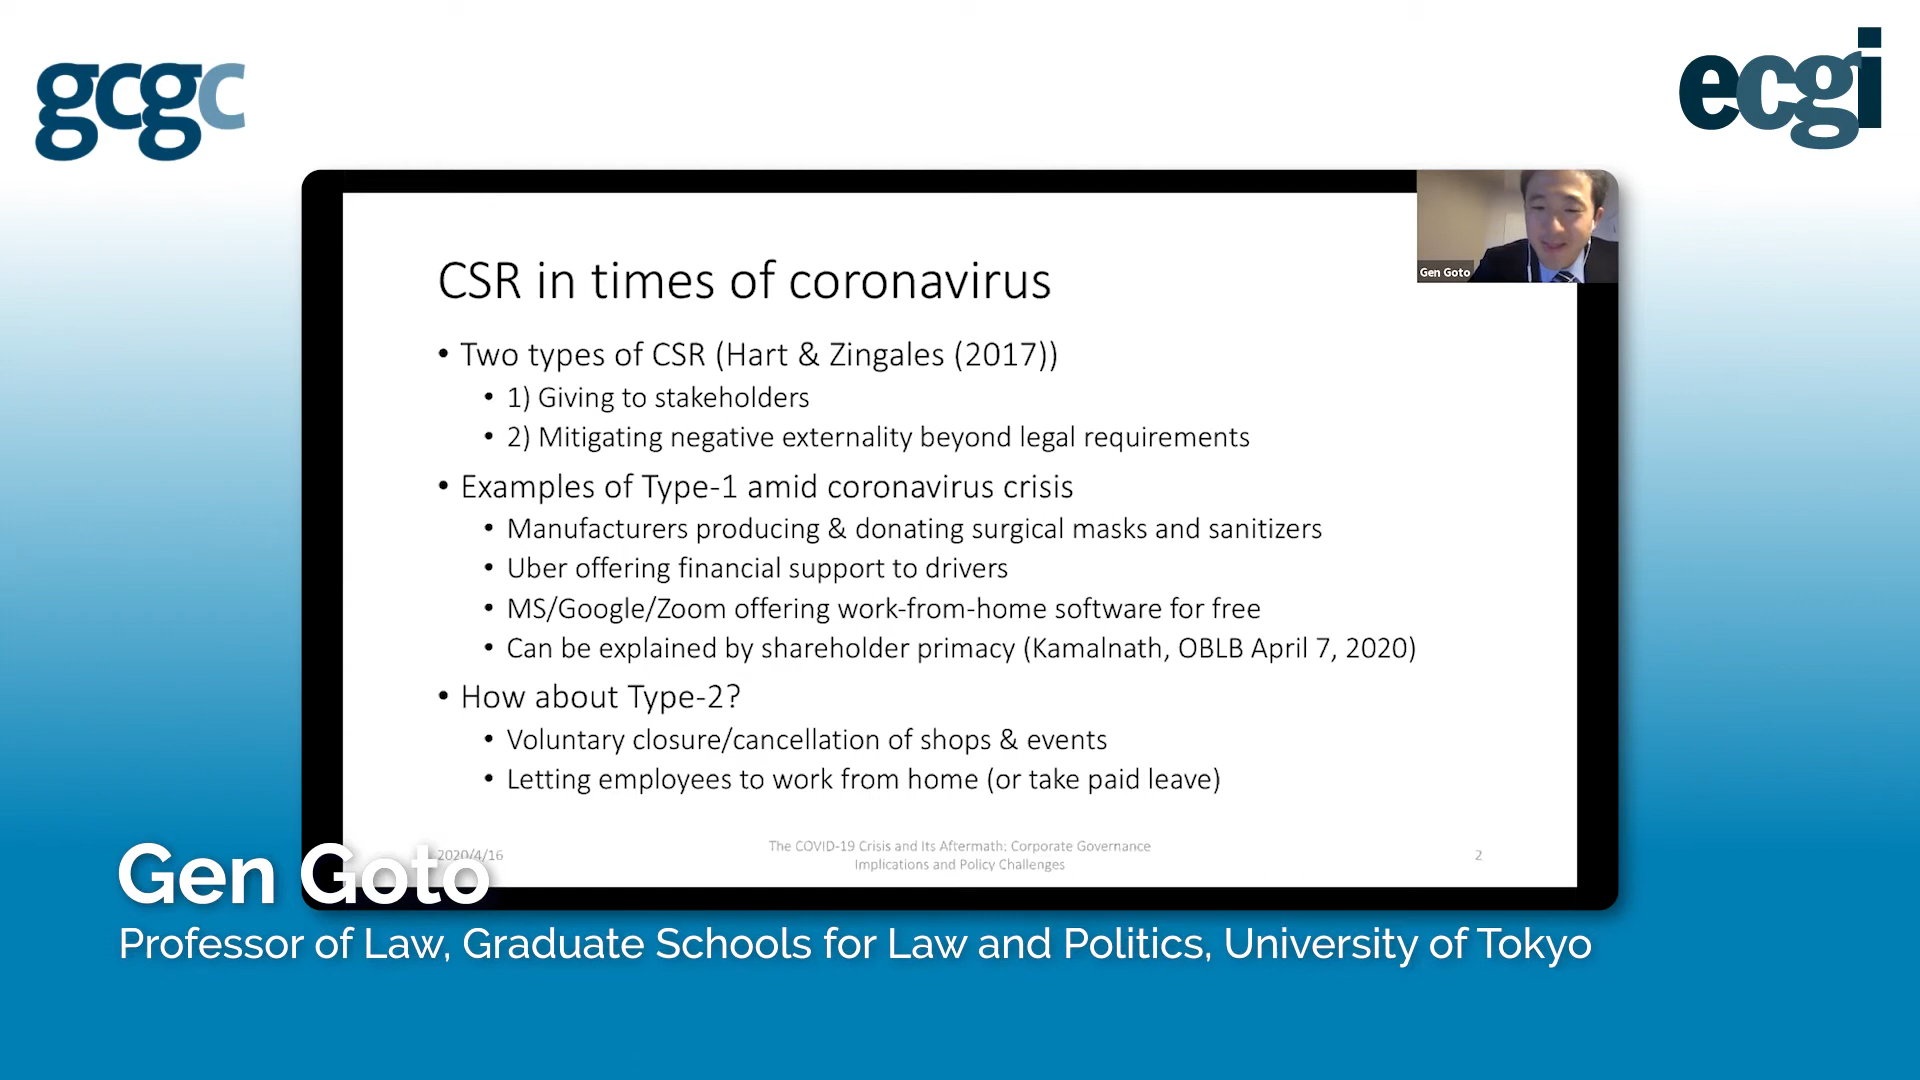 gcgc
ecgi
Gen Goto
CSR in times of coronavirus
• Two types of CSR (Hart & Zingales (2017))
• 1) Giving to stakeholders
• 2) Mitigating negative externality beyond legal requirements
• Examples of Type-1 amid coronavirus crisis
• Manufacturers producing & donating surgical masks and sanitizers
• Uber offering financial support to drivers
• MS/Google/Zoom offering work-from-home software for free
• Can be explained by shareholder primacy (Kamalnath, OBLB April 7, 2020)
• How about Type-2?
• Voluntary closure/cancellation of shops & events
• Letting employees to work from home (or take paid leave)
2020/4/16
The COVID-19 Crisis and Its Aftermath: Corporate Governance
Implications and Policy Challenges
2
Gen Goto
Professor of Law, Graduate Schools for Law and Politics, University of Tokyo